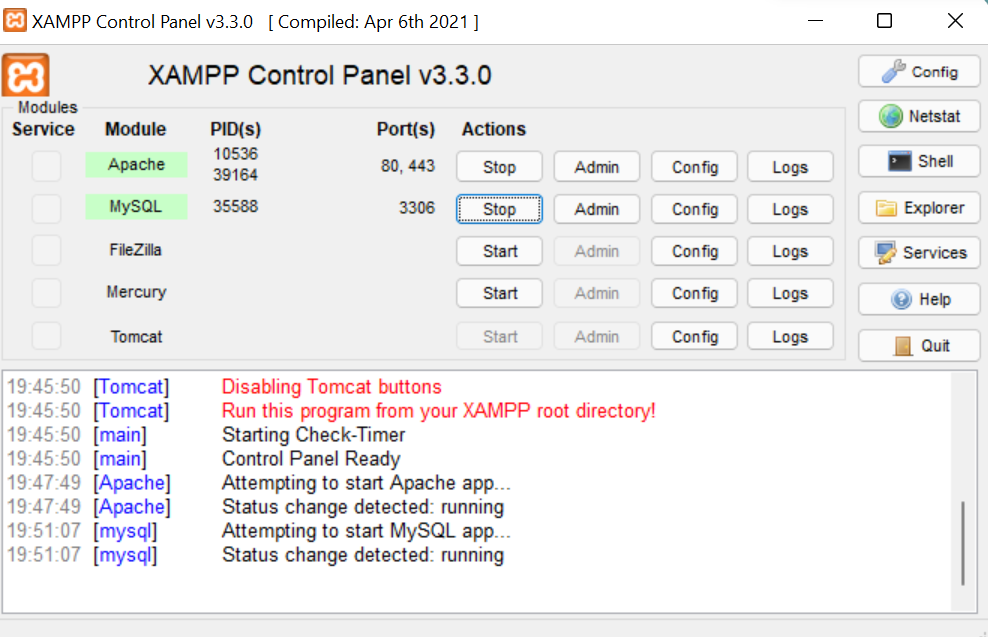 XAMPP Control Panel v3.3.0 [ Compiled: Apr 6th 2021 ]
XAMPP Control Panel v3.3.0
Config
Modules
Service Module PID(s) Port(s) Actions
Netstat
Apache 10536 39164 80, 443 Stop Admin Config Logs
Shell
MySQL 35588 3306 Stop Admin Config Logs
Explorer
FileZilla Start Admin Config Logs
Services
Mercury Start Admin Config Logs
Help
Tomcat Start Admin Config Logs
Quit
19:45:50 [Tomcat] Disabling Tomcat buttons
19:45:50 [Tomcat] Run this program from your XAMPP root directory!
19:45:50 [main] Starting Check-Timer
19:45:50 [main] Control Panel Ready
19:47:49 [Apache] Attempting to start Apache app...
19:47:49 [Apache] Status change detected: running
19:51:07 [mysql] Attempting to start MySQL app...
19:51:07 [mysql] Status change detected: running